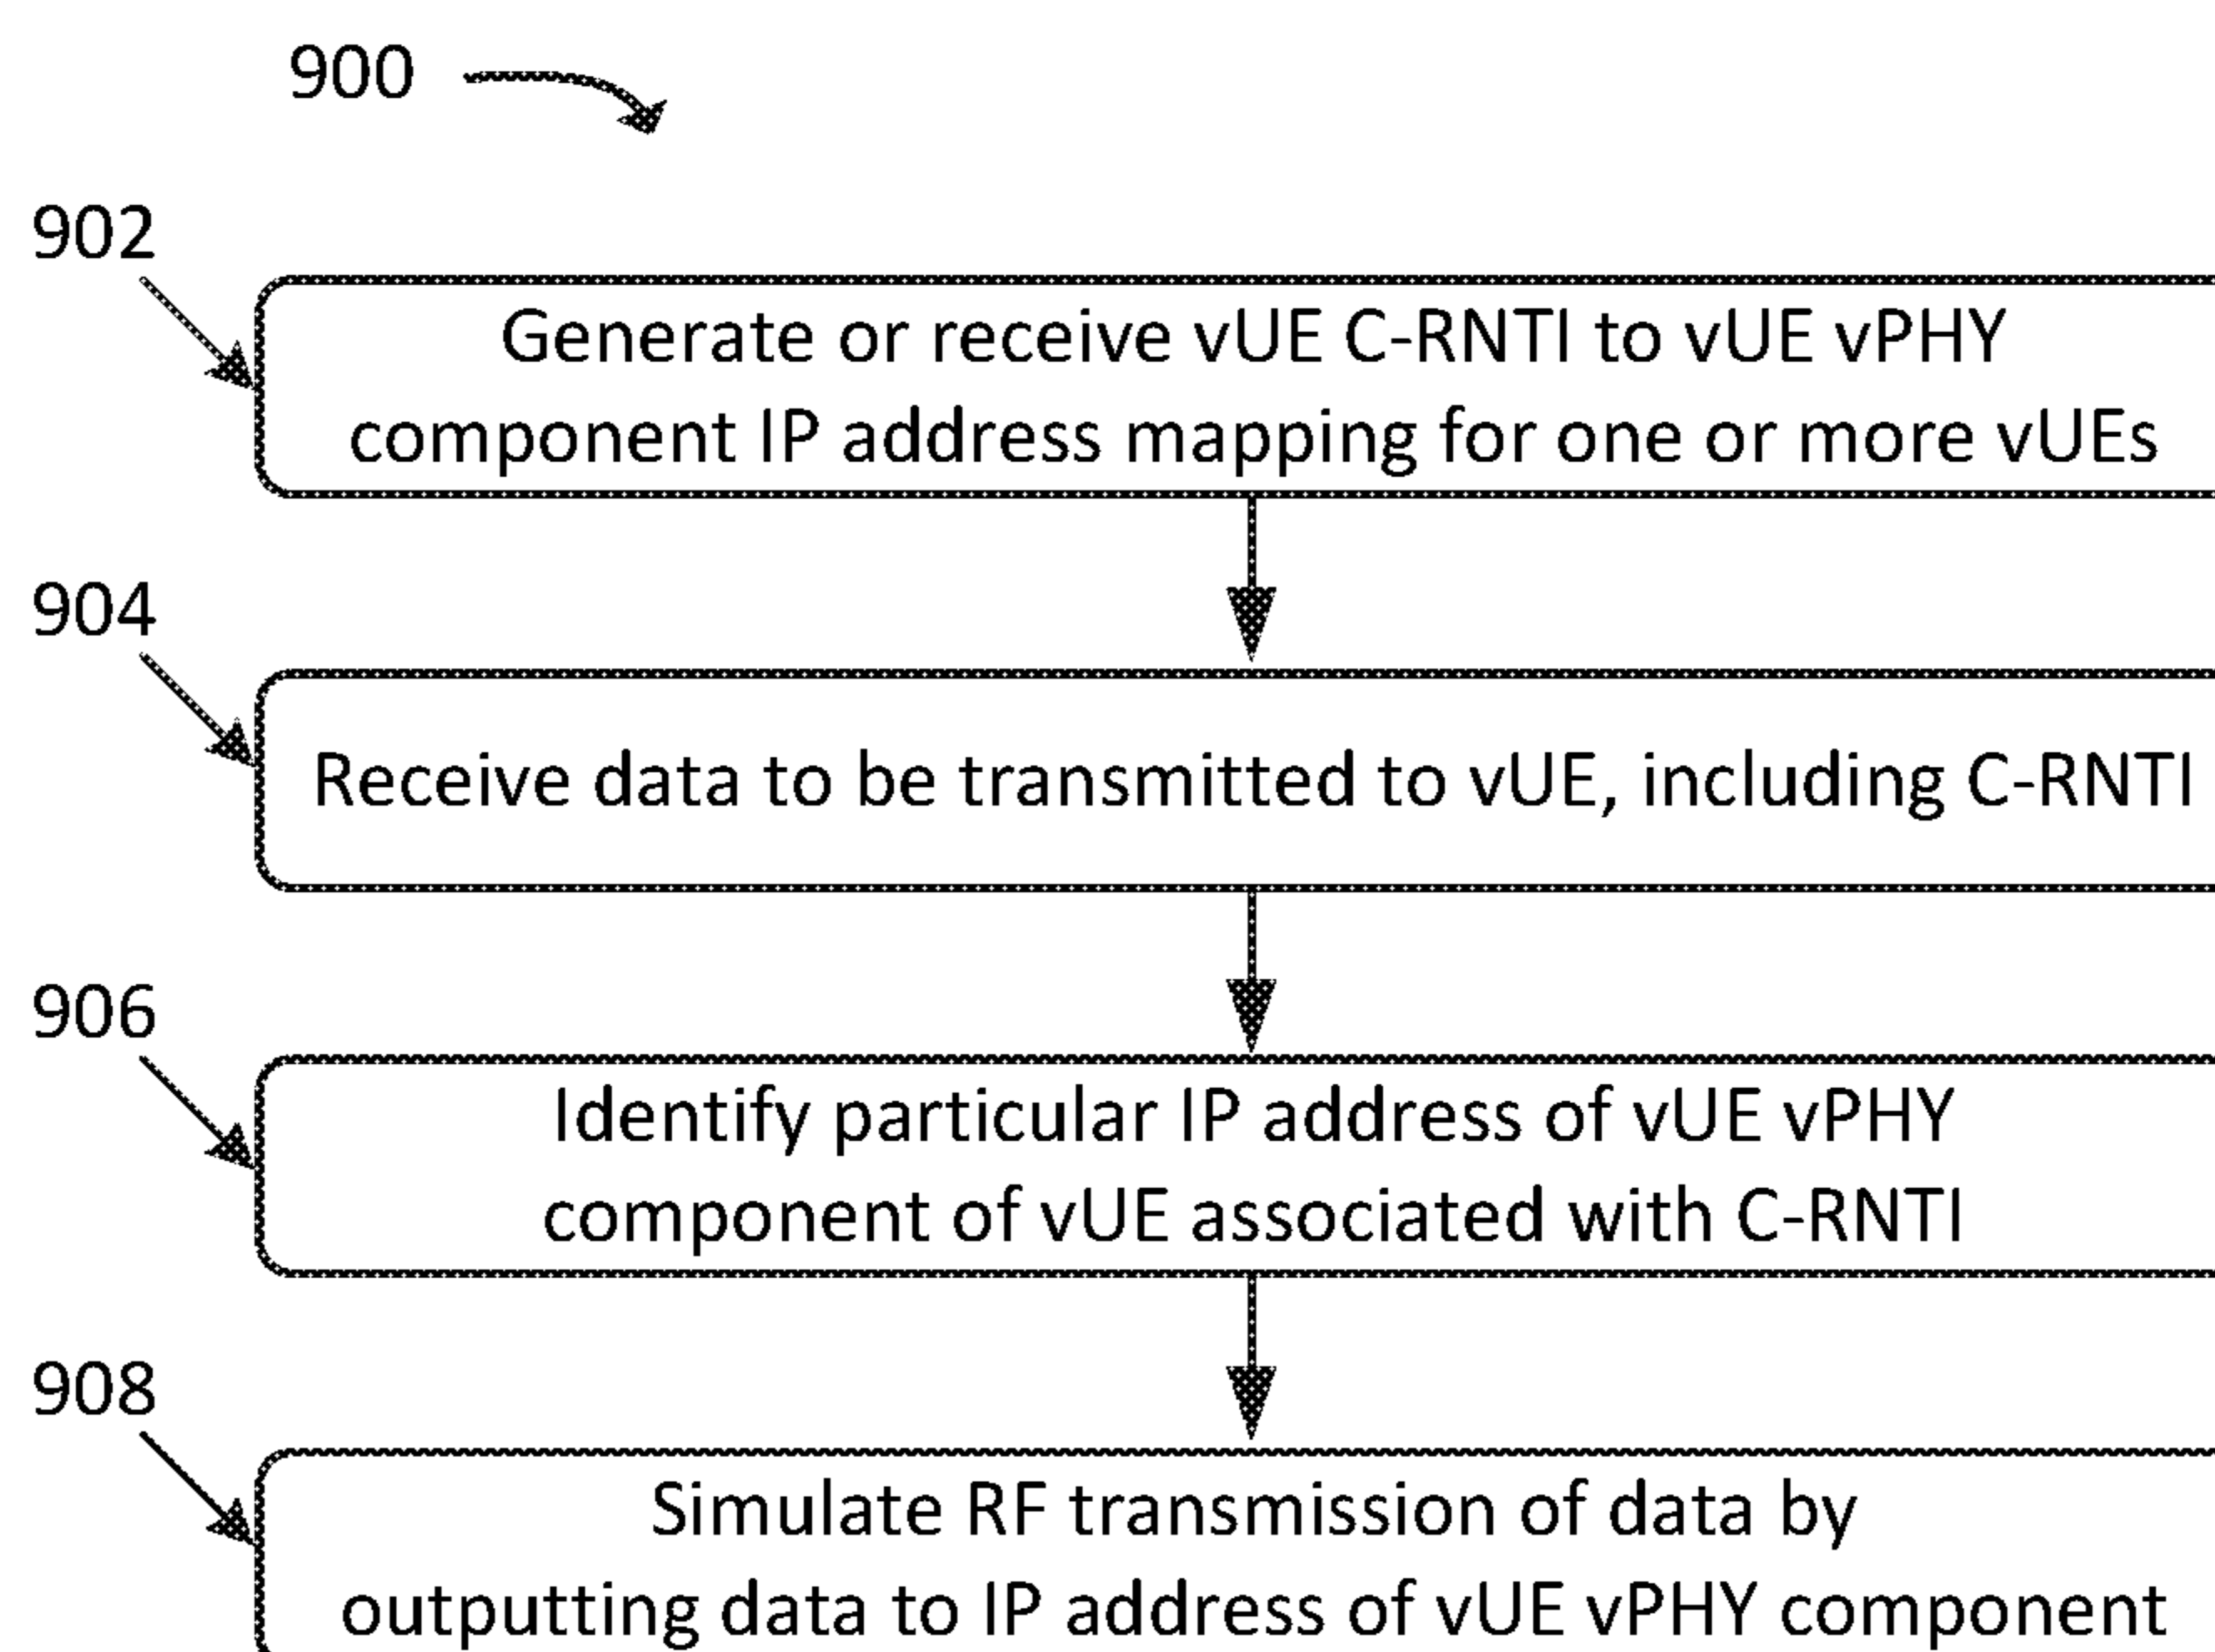 900
902
Generate or receive vUE C-RNTI to vUE vPHY
component IP address mapping for one or more vUEs
904
Receive data to be transmitted to vUE, including C-RNTI
906
Identify particular IP address of vUE vPHY
component of vUE associated with C-RNTI
908
Simulate RF transmission of data by
outputting data to IP address of vUE vPHY component